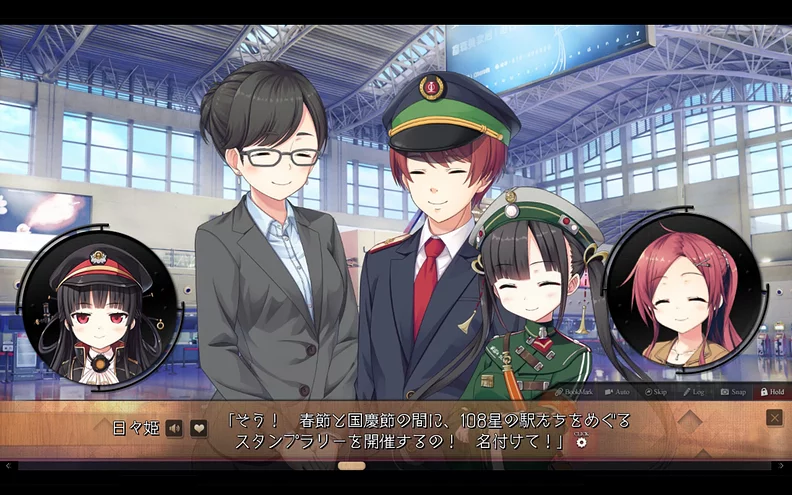 BookMark Auto Skip Log Snap Hold
日々姫
「そう！　春節と国慶節の間に、108星の駅たちをめぐる
スタンプラリーを開催するの！　名付けて！」